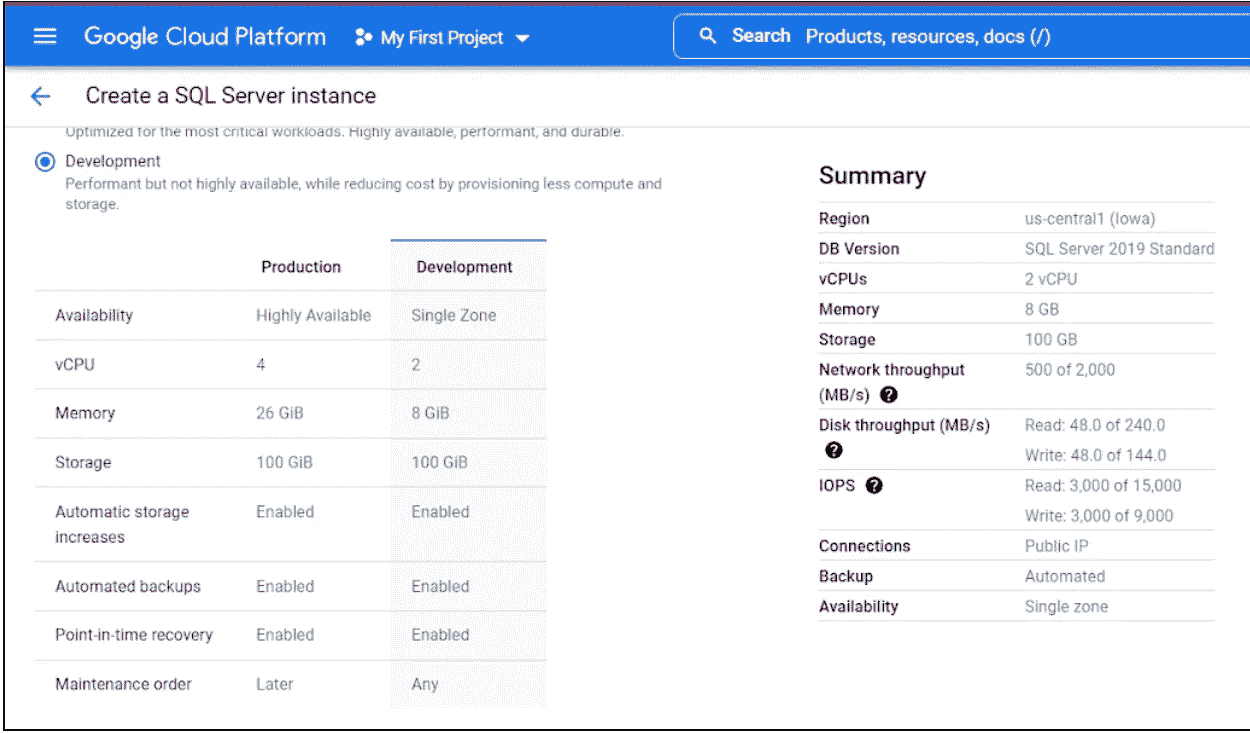 Google Cloud Platform My First Project Search Products, resources, docs (/)
Create a SQL Server instance
Optimized for the most critical workloads. Highly available, performant, and durable.
Development
Performant but not highly available, while reducing cost by provisioning less compute and
storage.
Production Development
Availability Highly Available Single Zone
vCPU 4 2
Memory 26 GiB 8 GiB
Storage 100 GiB 100 GiB
Automatic storage Enabled Enabled
increases
Automated backups Enabled Enabled
Point-in-time recovery Enabled Enabled
Maintenance order Later Any
Summary
Region us-central1 (Iowa)
DB Version SQL Server 2019 Standard
vCPUs 2 vCPU
Memory 8 GB
Storage 100 GB
Network throughput 500 of 2,000
(MB/s) ?
Disk throughput (MB/s) Read: 48.0 of 240.0
? Write: 48.0 of 144.0
IOPS ? Read: 3,000 of 15,000
Write: 3,000 of 9,000
Connections Public IP
Backup Automated
Availability Single zone